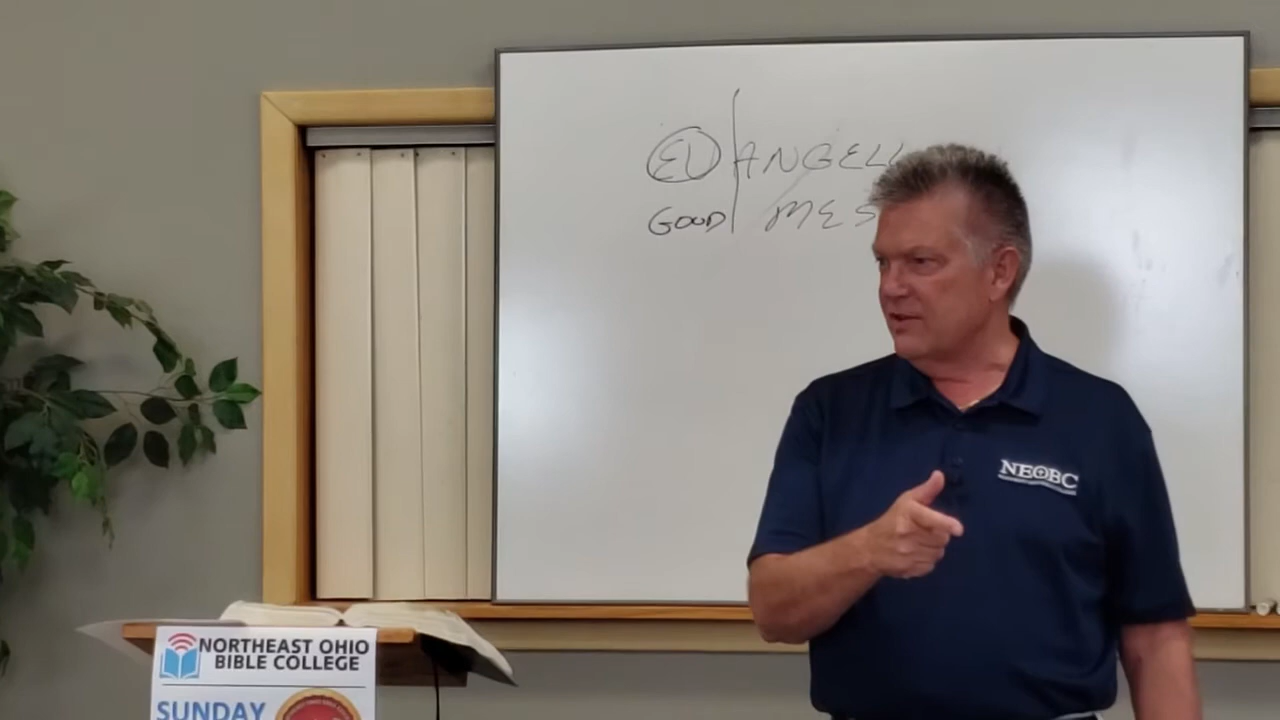 EU ANGELL
GOOD MES
NEOBC
NORTHEAST OHIO
BIBLE COLLEGE
SUNDAY